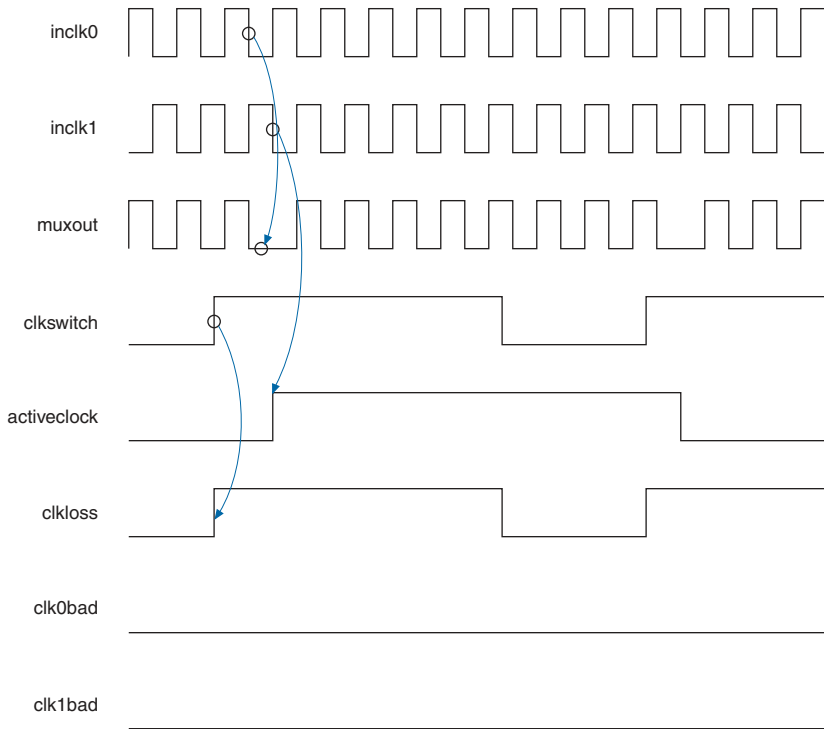 inclk0
inclk1
muxout
clkswitch
activeclock
clkloss
clk0bad
clk1bad